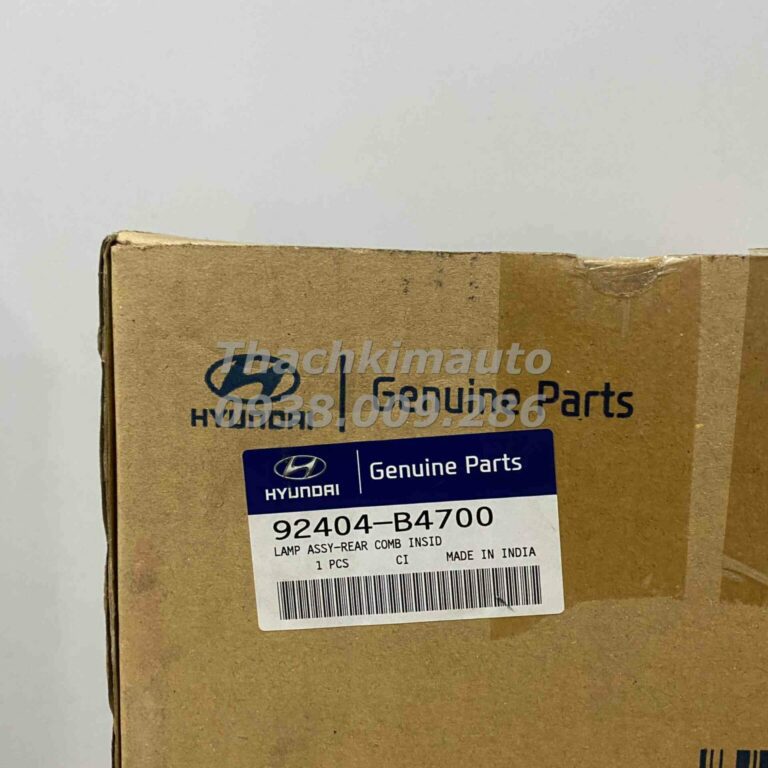 Thachkimauto
0938.009.286
HYUNDAI | Genuine Parts
HYUNDAI | Genuine Parts
92404-B4700
LAMP ASSY-REAR COMB INSID
1 PCS CI MADE IN INDIA